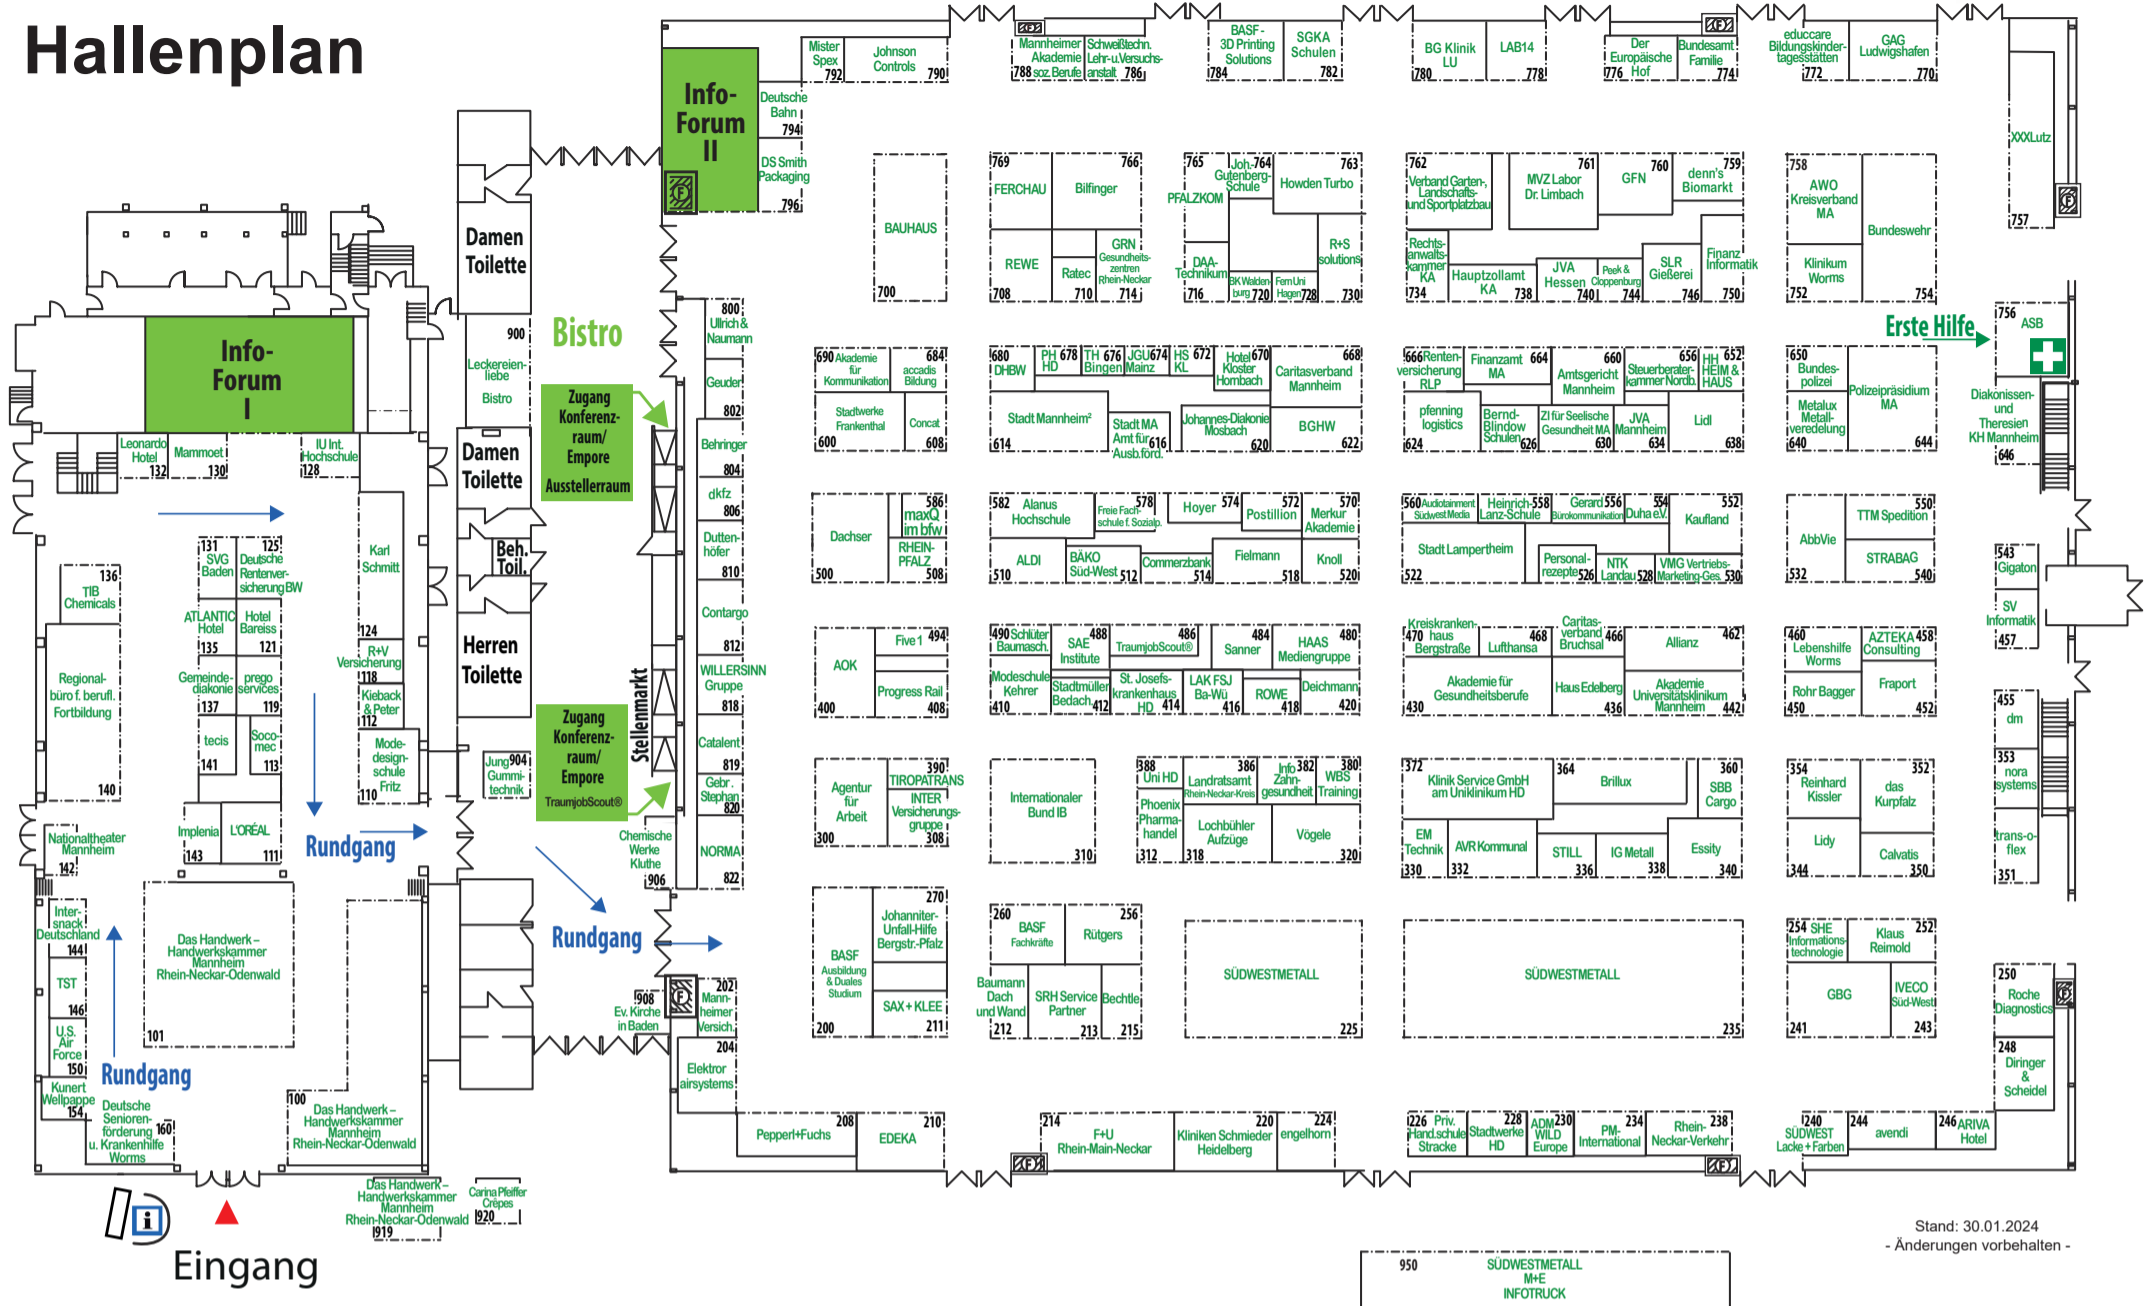 Hallenplan
Info-
Forum
II
Mister
Spex
792
Johnson
Controls
790
Deutsche
Bahn
794
DS Smith
Packaging
796
Mannheimer
Akademie
soz. Berufe
788
Schweißtechn.
Lehr- u.Versuchs-
anstalt 786
BASF -
3D Printing
Solutions
784
SGKA
Schulen
782
BG Klinik
LU
780
LAB14
778
Der
Europäische
Hof
776
Bundesamt
Familie
774
educcare
Bildungskinder-
tagesstätten
772
GAG
Ludwigshafen
770
XXXLutz
757
BAUHAUS
700
769
FERCHAU
766
Bilfinger
REWE
708
Ratec
710
GRN
Gesundheits-
zentren
Rhein-Neckar
714
765
PFALZKOM
Joh.- 764
Gutenberg-
Schule
763
Howden Turbo
DAA-
Technikum
716
BK Walden-
burg 720
Fern Uni
Hagen 728
R+S
solutions
730
762
Verband Garten-,
Landschafts-
und Sportplatzbau
761
MVZ Labor
Dr. Limbach
760
GFN
759
denn's
Biomarkt
Rechts-
anwalts-
kammer
KA
734
Hauptzollamt
KA 738
JVA
Hessen
740
Peek &
Cloppenburg
744
SLR
Gießerei
746
Finanz
Informatik
750
758
AWO
Kreisverband
MA
Bundeswehr
754
Klinikum
Worms
752
756
ASB
Erste Hilfe
Diakonissen-
und
Theresien
KH Mannheim
646
Damen
Toilette
900
Leckereien-
liebe
Bistro
Bistro
Damen
Toilette
Beh.
Toil.
Herren
Toilette
Jung 904
Gummi-
technik
Zugang
Konferenz-
raum/
Empore
Ausstellerraum
Zugang
Konferenz-
raum/
Empore
TraumjobScout®
Stellenmarkt
800
Ullrich &
Naumann
Geuder
802
Behringer
804
dkfz
806
Dutten-
höfer
810
Contargo
812
WILLERSINN
Gruppe
818
Catalent
819
Gebr.
Stephan
820
NORMA
822
Chemische
Werke
Kluthe
906
690 Akademie
für
Kommunikation
684
accadis
Bildung
Stadtwerke
Frankenthal
600
Concat
608
680
DHBW
PH 678
HD
TH 676
Bingen
JGU 674
Mainz
HS 672
KL
Hotel 670
Kloster
Hornbach
668
Caritasverband
Mannheim
Stadt Mannheim²
614
Stadt MA
Amt für 616
Ausb.förd.
Johannes-Diakonie
Mosbach
620
BGHW
622
666 Renten-
versicherung
RLP
Finanzamt 664
MA
660
Amtsgericht
Mannheim
656
Steuerberater-
kammer Nordb.
HH 652
HEIM &
HAUS
pfenning
logistics
624
Bernd-
Blindow
Schulen 626
ZI für Seelische
Gesundheit MA
630
JVA
Mannheim
634
Lidl
638
650
Bundes-
polizei
Polizeipräsidium
MA
644
Metalux
Metall-
veredelung
640
Dachser
500
586
maxQ
im bfw
RHEIN-
PFALZ
508
582 Alanus
Hochschule
578
Freie Fach-
schule f. Sozialp.
Hoyer 574
572
Postillion
570
Merkur
Akademie
ALDI
510
BÄKO
Süd-West 512
Commerzbank
514
Fielmann
518
Knoll
520
560 Audiotainment
Südwest Media
Heinrich- 558
Lanz-Schule
Gerard 556
Bürokommunikation
554
Duha e.V.
552
Kaufland
Stadt Lampertheim
522
Personal-
rezepte 526
NTK
Landau 528
VMG Vertriebs-
Marketing-Ges. 530
AbbVie
532
550
TTM Spedition
STRABAG
540
543
Gigaton
SV
Informatik
457
AOK
400
Five 1 494
Progress Rail
408
490 Schlüter
Baumasch.
488
SAE
Institute
486
TraumjobScout®
484
Sanner
480
HAAS
Mediengruppe
Modeschule
Kehrer
410
Stadtmüller
Bedach. 412
St. Josefs-
krankenhaus
HD 414
LAK FSJ
Ba-Wü
416
ROWE
418
Deichmann
420
Kreiskranken-
470 haus
Bergstraße
468
Lufthansa
Caritas-
verband 466
Bruchsal
462
Allianz
Akademie für
Gesundheitsberufe
430
Haus Edelberg
436
Akademie
Universitätsklinikum
Mannheim
442
460
Lebenshilfe
Worms
AZTEKA 458
Consulting
Rohr Bagger
450
Fraport
452
455
dm
353
nora
systems
trans-o-
flex
351
Agentur
für
Arbeit
300
390
TIROPATRANS
INTER
Versicherungs-
gruppe
308
Internationaler
Bund IB
310
388
Uni HD
386
Landratsamt
Rhein-Neckar-Kreis
Info 382
Zahn-
gesundheit
380
WBS
Training
Phoenix
Pharma-
handel
312
Lochbühler
Aufzüge
318
Vögele
320
372
Klinik Service GmbH
am Uniklinikum HD
364
Brillux
360
SBB
Cargo
EM
Technik
330
AVR Kommunal
332
STILL
336
IG Metall
338
Essity
340
354
Reinhard
Kissler
352
das
Kurpfalz
Lidy
344
Calvatis
350
BASF
Ausbildung
& Duales
Studium
200
270
Johanniter-
Unfall-Hilfe
Bergstr.-Pfalz
SAX + KLEE
211
260
BASF
Fachkräfte
256
Rütgers
Baumann
Dach
und Wand
212
SRH Service
Partner
213
Bechtle
215
SÜDWESTMETALL
225
SÜDWESTMETALL
235
254 SHE
Informations-
technologie
252
Klaus
Reimold
GBG
241
IVECO
Süd-West
243
250
Roche
Diagnostics
248
Diringer
&
Scheidel
202
Mann-
heimer
Versich.
908
Ev. Kirche
in Baden
204
Elektror
airsystems
208
Pepperl+Fuchs
210
EDEKA
214
F+U
Rhein-Main-Neckar
220
Kliniken Schmieder
Heidelberg
224
engelhorn
226 Priv.
Hand.schule
Stracke
228
Stadtwerke
HD
ADM 230
WILD
Europe
234
PM-
International
238
Rhein-
Neckar-Verkehr
240
SÜDWEST
Lacke + Farben
244
avendi
246 ARIVA
Hotel
Info-
Forum
I
Leonardo
Hotel
132
Mammoet
130
IU Int.
Hochschule
128
131
SVG
Baden
125
Deutsche
Rentenver-
sicherung BW
Karl
Schmitt
124
136
TIB
Chemicals
ATLANTIC
Hotel
135
Hotel
Bareiss
121
R+V
Versicherung
118
Regional-
büro f. berufl.
Fortbildung
140
Gemeinde-
diakonie
137
prego
services
119
Kieback
& Peter
112
tecis
141
Soco-
mec
113
Mode-
design-
schule
Fritz
110
Implenia
143
L'ORÉAL
111
Rundgang
Rundgang
Nationaltheater
Mannheim
142
Inter-
snack
Deutschland
144
TST
146
U.S.
Air
Force
150
Kunert
Wellpappe
154
Rundgang
Das Handwerk –
Handwerkskammer
Mannheim
Rhein-Neckar-Odenwald
101
Deutsche
Senioren-
förderung 160
u. Krankenhilfe
Worms
100
Das Handwerk –
Handwerkskammer
Mannheim
Rhein-Neckar-Odenwald
Das Handwerk –
Handwerkskammer
Mannheim
Rhein-Neckar-Odenwald
919
Carina Pfeiffer
Crêpes
920
i
Eingang
Stand: 30.01.2024
- Änderungen vorbehalten -
950
SÜDWESTMETALL
M+E
INFOTRUCK
F
F
F
F
F
F
F
F